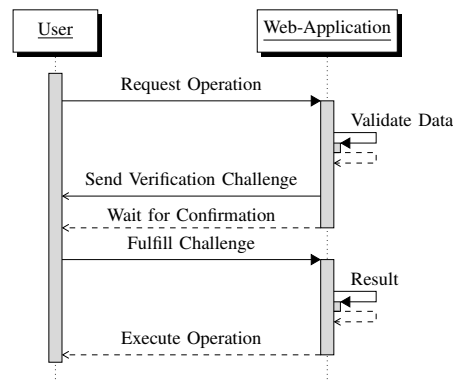 User
Web-Application
Request Operation
Validate Data
Send Verification Challenge
Wait for Confirmation
Fulfill Challenge
Result
Execute Operation